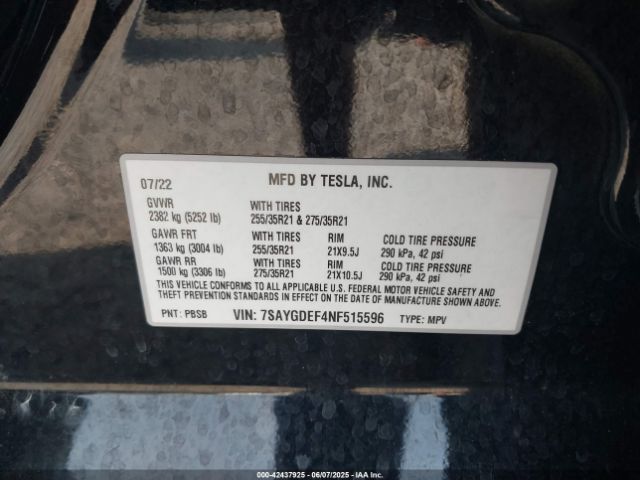 07/22 MFD BY TESLA, INC.
GVWR WITH TIRES
2382 kg (5252 lb) 255/35R21 & 275/35R21
GAWR FRT WITH TIRES RIM COLD TIRE PRESSURE
1363 kg (3004 lb) 255/35R21 21X9.5J 290 kPa, 42 psi
GAWR RR WITH TIRES RIM COLD TIRE PRESSURE
1500 kg (3306 lb) 275/35R21 21X10.5J 290 kPa, 42 psi
THIS VEHICLE CONFORMS TO ALL APPLICABLE U.S. FEDERAL MOTOR VEHICLE SAFETY AND
THEFT PREVENTION STANDARDS IN EFFECT ON THE DATE OF MANUFACTURE SHOWN ABOVE.
PNT: PBSB VIN: 7SAYGDEF4NF515596 TYPE: MPV
000-42437925 06/07/2025 IAA Inc.